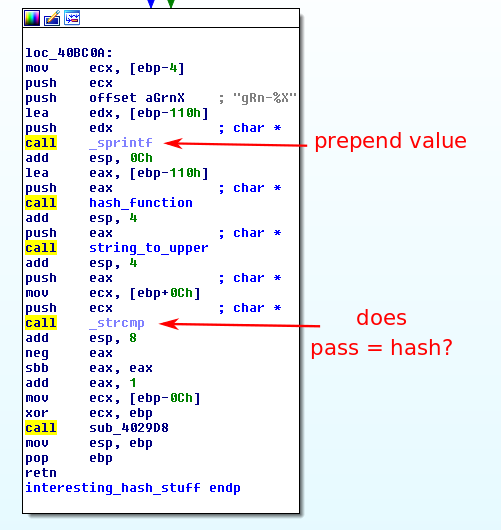 loc_40BC0A:
mov ecx, [ebp-4]
push ecx
push offset aGrnX ; "gRn-%X"
lea edx, [ebp-110h]
push edx ; char *
call _sprintf
prepend value
add esp, 0Ch
lea eax, [ebp-110h]
push eax ; char *
call hash_function
add esp, 4
push eax ; char *
call string_to_upper
add esp, 4
push eax ; char *
mov ecx, [ebp+0Ch]
push ecx ; char *
call _strcmp
does
pass = hash?
add esp, 8
neg eax
sbb eax, eax
add eax, 1
mov ecx, [ebp-0Ch]
xor ecx, ebp
call sub_4029D8
mov esp, ebp
pop ebp
retn
interesting_hash_stuff endp